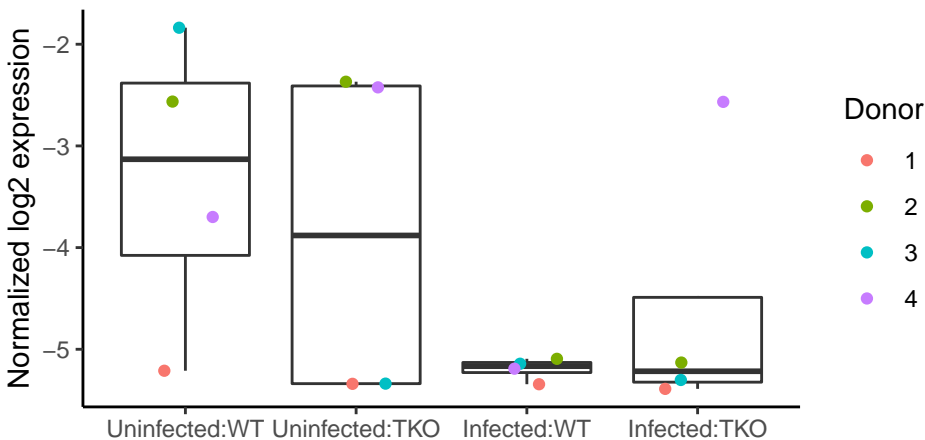 Normalized log2 expression
−2
−3
−4
−5
Uninfected:WT
Uninfected:TKO
Infected:WT
Infected:TKO
Donor
1
2
3
4